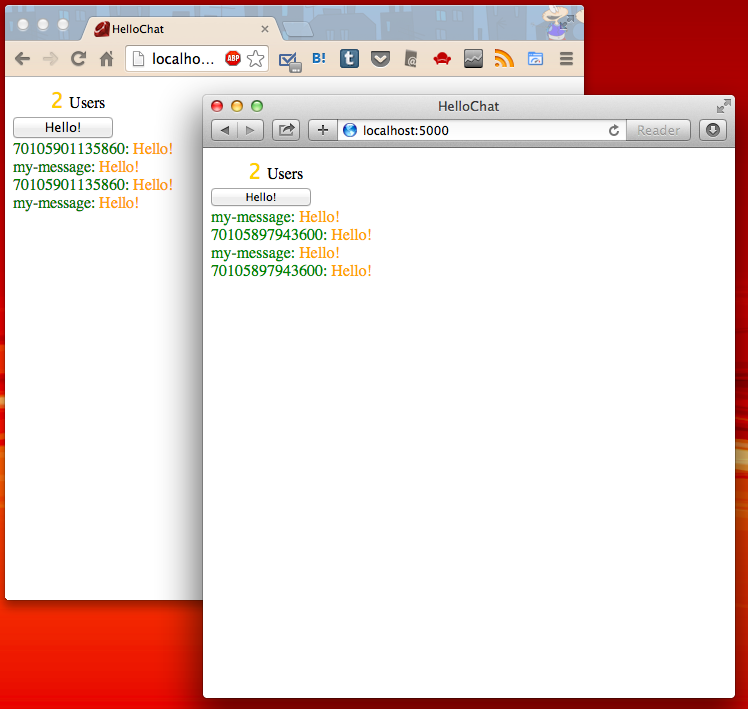 HelloChat
localho...
ABP
B!
t
@
2 Users
Hello!
70105901135860: Hello!
my-message: Hello!
70105901135860: Hello!
my-message: Hello!
HelloChat
localhost:5000
Reader
2 Users
Hello!
my-message: Hello!
70105897943600: Hello!
my-message: Hello!
70105897943600: Hello!